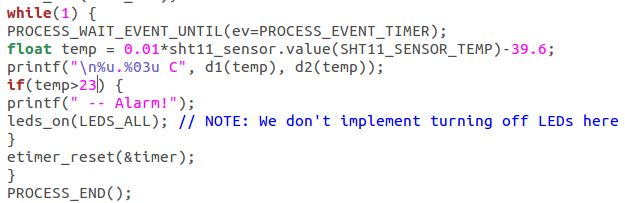 while(1) {
PROCESS_WAIT_EVENT_UNTIL(ev=PROCESS_EVENT_TIMER);
float temp = 0.01*sht11_sensor.value(SHT11_SENSOR_TEMP)-39.6;
printf("\n%u.%03u C", d1(temp), d2(temp));
if(temp>23) {
printf(" -- Alarm!");
leds_on(LEDS_ALL); // NOTE: We don't implement turning off LEDs here
}
etimer_reset(&timer);
}
PROCESS_END();